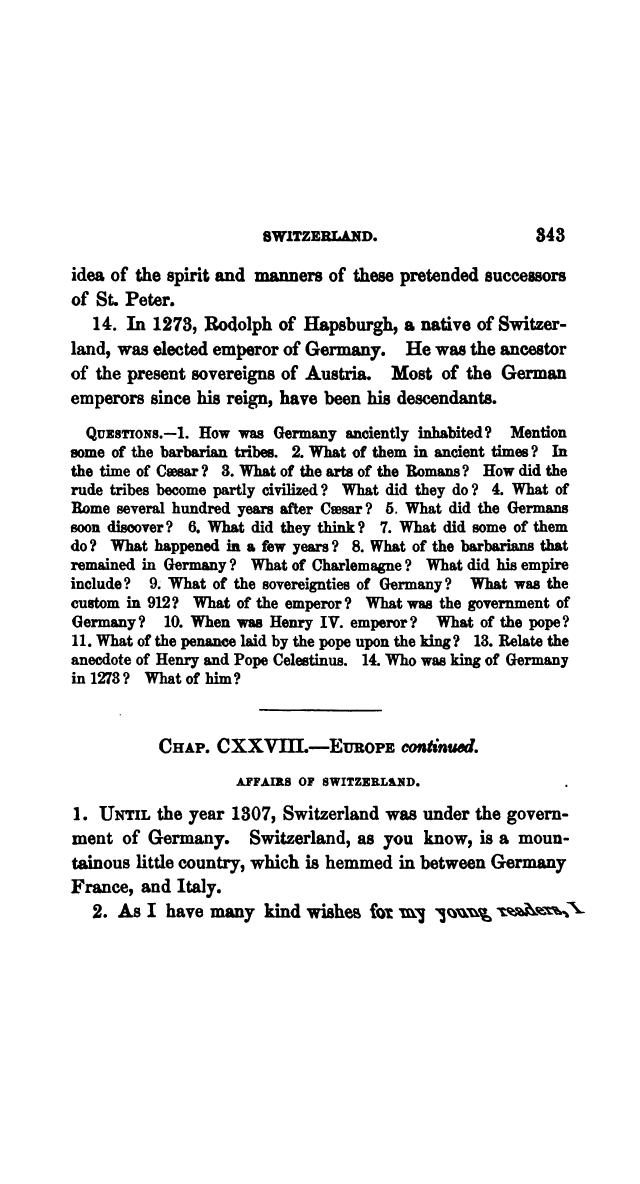 SWITZERLAND. 343
idea of the spirit and manners of these pretended successors
of St. Peter.
14. In 1273, Rodolph of Hapsburgh, a native of Switzer-
land, was elected emperor of Germany. He was the ancestor
of the present sovereigns of Austria. Most of the German
emperors since his reign, have been his descendants.
QUESTIONS.—1. How was Germany anciently inhabited? Mention
some of the barbarian tribes. 2. What of them in ancient times? In
the time of Cæsar? 3. What of the arts of the Romans? How did the
rude tribes become partly civilized? What did they do? 4. What of
Rome several hundred years after Cæsar? 5. What did the Germans
soon discover? 6. What did they think? 7. What did some of them
do? What happened in a few years? 8. What of the barbarians that
remained in Germany? What of Charlemagne? What did his empire
include? 9. What of the sovereignties of Germany? What was the
custom in 912? What of the emperor? What was the government of
Germany? 10. When was Henry IV. emperor? What of the pope?
11. What of the penance laid by the pope upon the king? 13. Relate the
anecdote of Henry and Pope Celestinus. 14. Who was king of Germany
in 1273? What of him?
CHAP. CXXVIII.—EUROPE continued.
AFFAIRS OF SWITZERLAND.
1. UNTIL the year 1307, Switzerland was under the govern-
ment of Germany. Switzerland, as you know, is a moun-
tainous little country, which is hemmed in between Germany
France, and Italy.
2. As I have many kind wishes for my young readers, I